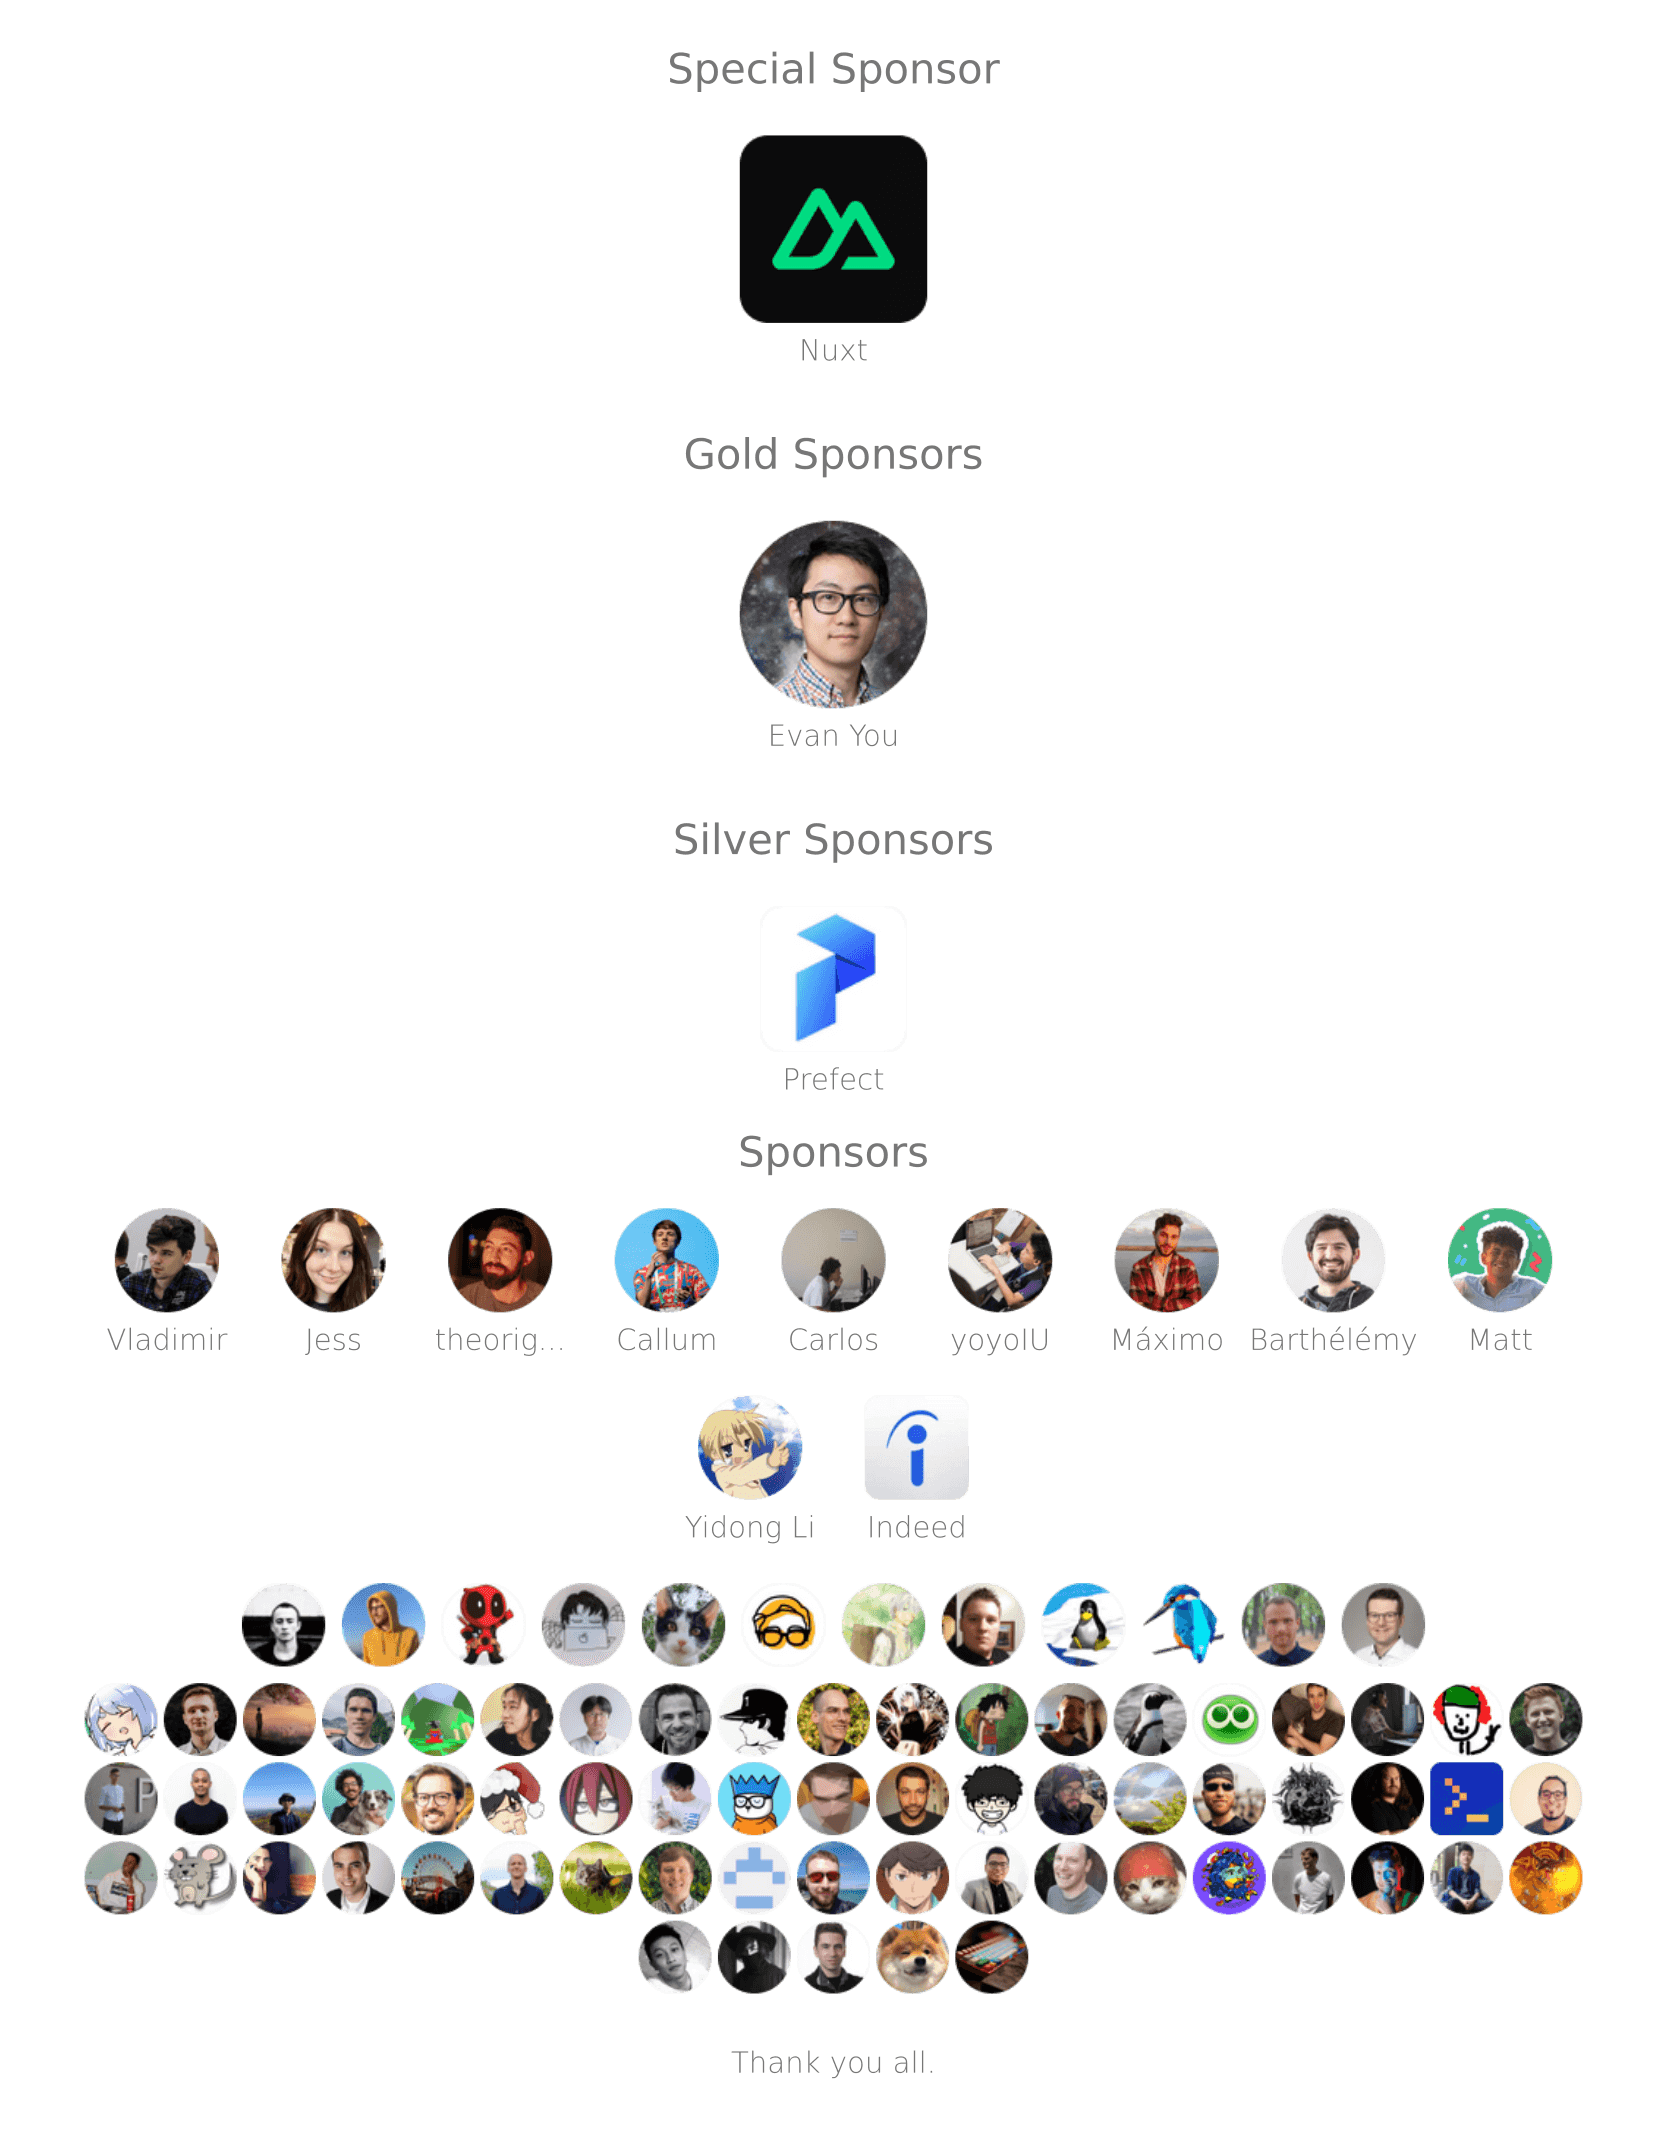 Special Sponsor
Nuxt
Gold Sponsors
Evan You
Silver Sponsors
Prefect
Sponsors
Vladimir Jess theorig... Callum Carlos yoyoIU Máximo Barthélémy Matt
Yidong Li Indeed
Thank you all.